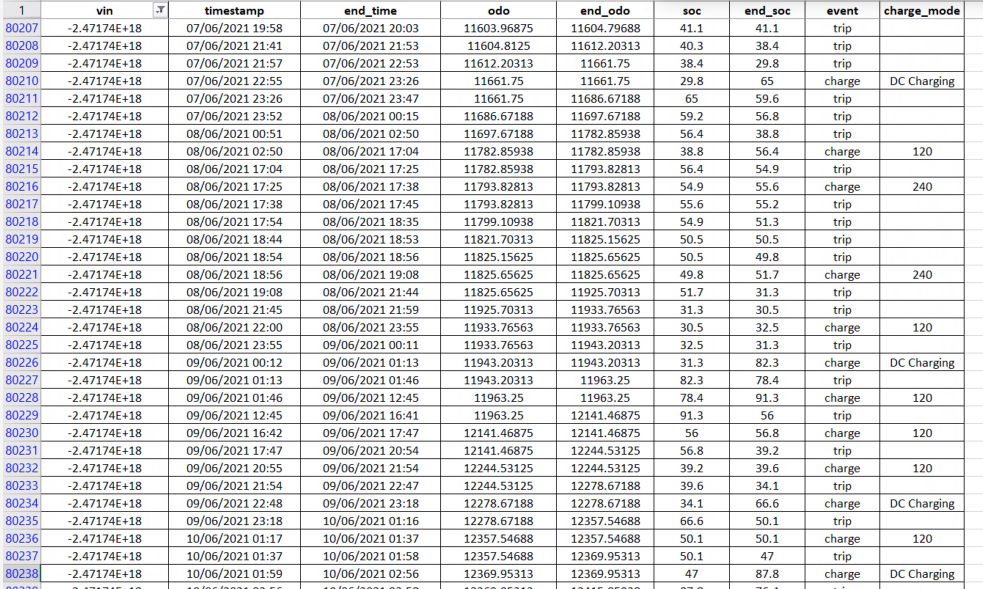 1 vin timestamp end_time odo end_odo soc end_soc event charge_mode
80207 -2.47174E+18 07/06/2021 19:58 07/06/2021 20:03 11603.96875 11604.79688 41.1 41.1 trip
80208 -2.47174E+18 07/06/2021 21:41 07/06/2021 21:53 11604.8125 11612.20313 40.3 38.4 trip
80209 -2.47174E+18 07/06/2021 21:57 07/06/2021 22:53 11612.20313 11661.75 38.4 29.8 trip
80210 -2.47174E+18 07/06/2021 22:55 07/06/2021 23:26 11661.75 11661.75 29.8 65 charge DC Charging
80211 -2.47174E+18 07/06/2021 23:26 07/06/2021 23:47 11661.75 11686.67188 65 59.6 trip
80212 -2.47174E+18 07/06/2021 23:52 08/06/2021 00:15 11686.67188 11697.67188 59.2 56.8 trip
80213 -2.47174E+18 08/06/2021 00:51 08/06/2021 02:50 11697.67188 11782.85938 56.4 38.8 trip
80214 -2.47174E+18 08/06/2021 02:50 08/06/2021 17:04 11782.85938 11782.85938 38.8 56.4 charge 120
80215 -2.47174E+18 08/06/2021 17:04 08/06/2021 17:25 11782.85938 11793.82813 56.4 54.9 trip
80216 -2.47174E+18 08/06/2021 17:25 08/06/2021 17:38 11793.82813 11793.82813 54.9 55.6 charge 240
80217 -2.47174E+18 08/06/2021 17:38 08/06/2021 17:45 11793.82813 11799.10938 55.6 55.2 trip
80218 -2.47174E+18 08/06/2021 17:54 08/06/2021 18:35 11799.10938 11821.70313 54.9 51.3 trip
80219 -2.47174E+18 08/06/2021 18:44 08/06/2021 18:53 11821.70313 11825.15625 50.5 50.5 trip
80220 -2.47174E+18 08/06/2021 18:54 08/06/2021 18:56 11825.15625 11825.65625 50.5 49.8 trip
80221 -2.47174E+18 08/06/2021 18:56 08/06/2021 19:08 11825.65625 11825.65625 49.8 51.7 charge 240
80222 -2.47174E+18 08/06/2021 19:08 08/06/2021 21:44 11825.65625 11925.70313 51.7 31.3 trip
80223 -2.47174E+18 08/06/2021 21:45 08/06/2021 21:59 11925.70313 11933.76563 31.3 30.5 trip
80224 -2.47174E+18 08/06/2021 22:00 08/06/2021 23:55 11933.76563 11933.76563 30.5 32.5 charge 120
80225 -2.47174E+18 08/06/2021 23:55 09/06/2021 00:11 11933.76563 11943.20313 32.5 31.3 trip
80226 -2.47174E+18 09/06/2021 00:12 09/06/2021 01:13 11943.20313 11943.20313 31.3 82.3 charge DC Charging
80227 -2.47174E+18 09/06/2021 01:13 09/06/2021 01:46 11943.20313 11963.25 82.3 78.4 trip
80228 -2.47174E+18 09/06/2021 01:46 09/06/2021 12:45 11963.25 11963.25 78.4 91.3 charge 120
80229 -2.47174E+18 09/06/2021 12:45 09/06/2021 16:41 11963.25 12141.46875 91.3 56 trip
80230 -2.47174E+18 09/06/2021 16:42 09/06/2021 17:47 12141.46875 12141.46875 56 56.8 charge 120
80231 -2.47174E+18 09/06/2021 17:47 09/06/2021 20:54 12141.46875 12244.53125 56.8 39.2 trip
80232 -2.47174E+18 09/06/2021 20:55 09/06/2021 21:54 12244.53125 12244.53125 39.2 39.6 charge 120
80233 -2.47174E+18 09/06/2021 21:54 09/06/2021 22:47 12244.53125 12278.67188 39.6 34.1 trip
80234 -2.47174E+18 09/06/2021 22:48 09/06/2021 23:18 12278.67188 12278.67188 34.1 66.6 charge DC Charging
80235 -2.47174E+18 09/06/2021 23:18 10/06/2021 01:16 12278.67188 12357.54688 66.6 50.1 trip
80236 -2.47174E+18 10/06/2021 01:17 10/06/2021 01:37 12357.54688 12357.54688 50.1 50.1 charge 120
80237 -2.47174E+18 10/06/2021 01:37 10/06/2021 01:58 12357.54688 12369.95313 50.1 47 trip
80238 -2.47174E+18 10/06/2021 01:59 10/06/2021 02:56 12369.95313 12369.95313 47 87.8 charge DC Charging